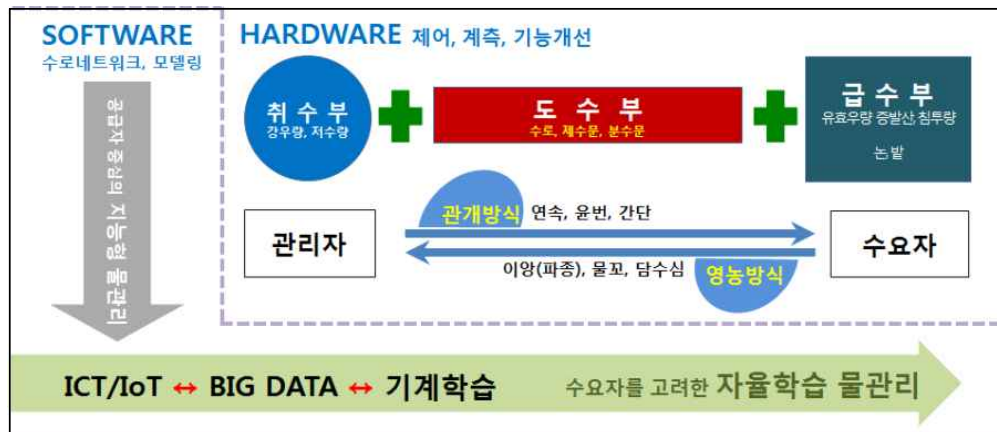 SOFTWARE
수로네트워크, 모델링
공급자 중심의 지능형 물관리
HARDWARE 제어, 계측, 기능개선
취수부
강우량, 저수량
도 수 부
수로, 제수문, 분수문
급 수 부
유효우량 증발산, 침투량
논, 밭
관리자
관개방식 연속, 윤번, 간단
이앙(파종), 물꼬, 담수심 영농방식
수요자
ICT/IoT ↔ BIG DATA ↔ 기계학습
수요자를 고려한 자율학습 물관리